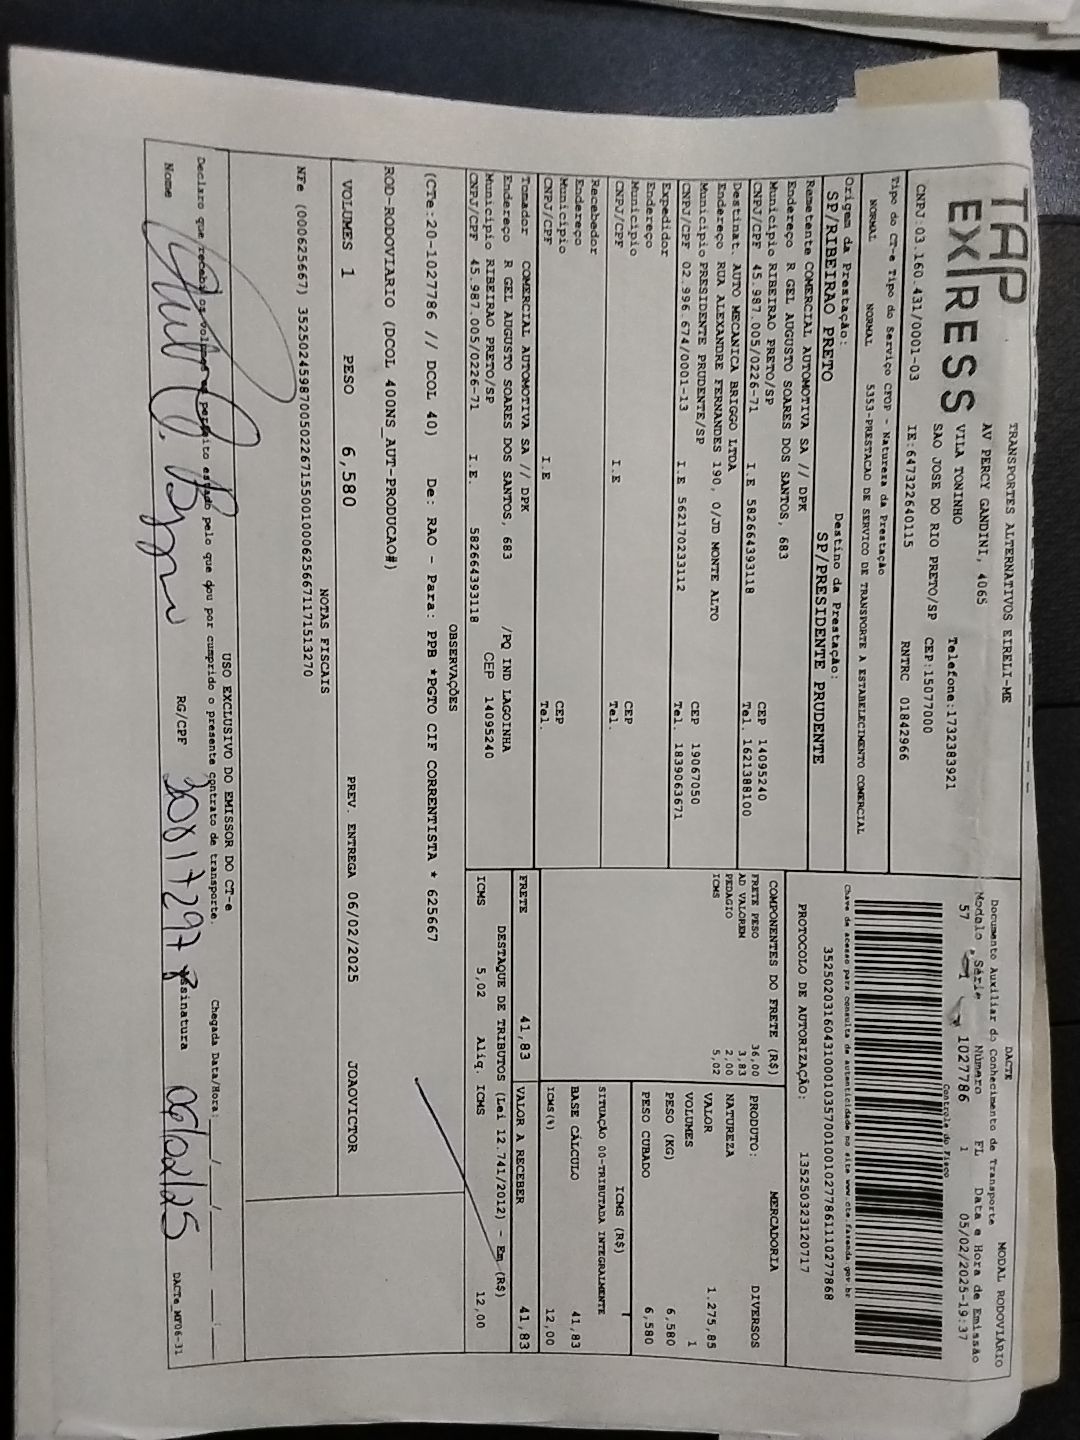 TAP
EXPRESS
TRANSPORTES ALTERNATIVOS EIRELI-ME
AV PERCY GANDINI, 4065
VILA TONINHO
Telefone:1732383921
SAO JOSE DO RIO PRETO/SP
CEP:15077000
CNPJ:03.160.431/0001-03
IE:647322640115
RNTRC 01842966
Tipo do CT-e Tipo do Serviço CFOP - Natureza da Prestação
NORMAL NORMAL 5353-PRESTACAO DE SERVICO DE TRANSPORTE A ESTABELECIMENTO COMERCIAL
Origem da Prestação: Destino da Prestação:
SP/RIBEIRAO PRETO SP/PRESIDENTE PRUDENTE
Remetente COMERCIAL AUTOMOTIVA SA // DPK
Endereço R GEL AUGUSTO SOARES DOS SANTOS, 683
Município RIBEIRAO PRETO/SP CEP 14095240
CNPJ/CPF 45.987.005/0226-71 I.E 582664393118 Tel. 1621388100
Destinat. AUTO MECANICA BRIGGO LTDA
Endereço RUA ALEXANDRE FERNANDES 190, 0/JD MONTE ALTO
Município PRESIDENTE PRUDENTE/SP CEP 19067050
CNPJ/CPF 02.996.674/0001-13 I.E 562170233112 Tel. 1839063671
Expedidor
Endereço
Município CEP
CNPJ/CPF I.E Tel.
Recebedor
Endereço
Município CEP
CNPJ/CPF I.E Tel.
Tomador COMERCIAL AUTOMOTIVA SA // DPK
Endereço R GEL AUGUSTO SOARES DOS SANTOS, 683 /PQ IND LAGOINHA
Município RIBEIRAO PRETO/SP CEP 14095240
CNPJ/CPF 45.987.005/0226-71 I.E. 582664393118
DACTE
MODAL RODOVIÁRIO
Documento Auxiliar do Conhecimento de Transporte
Modelo Série Número FL Data e Hora de Emissão
57 1 1027786 1 05/02/2025-19:37
Controle do Fisco
Chave de acesso para consulta de autenticidade no site www.cte.fazenda.gov.br
35250203160431000103570010010277861110277868
PROTOCOLO DE AUTORIZAÇÃO: 135250323120717
COMPONENTES DO FRETE (R$)
FRETE PESO 36,00
AD VALOREM 3,83
PEDAGIO 2,00
ICMS 5,02
MERCADORIA
PRODUTO: DIVERSOS
NATUREZA
VALOR 1.275,85
VOLUMES 1
PESO (KG) 6,580
PESO CUBADO 6,580
ICMS (R$)
SITUAÇÃO 00-TRIBUTADA INTEGRALMENTE
BASE CÁLCULO 41,83
ICMS(%) 12,00
FRETE 41,83 VALOR A RECEBER 41,83
DESTAQUE DE TRIBUTOS (Lei 12.741/2012) - Em (R$)
ICMS 5,02 Aliq. ICMS 12,00
OBSERVAÇÕES
(CTe:20-1027786 // DCOL 40) De: RAO - Para: PPB *PGTO CIF CORRENTISTA * 625667
ROD-RODOVIARIO (DCOL 400NS_AUT-PRODUCAO#)
VOLUMES 1 PESO 6,580 PREV. ENTREGA 06/02/2025 JOAOVICTOR
NOTAS FISCAIS
NFe (000625667) 35250245987005022671550010006256671171513270
USO EXCLUSIVO DO EMISSOR DO CT-e
Declaro que recebi os volumes em perfeito estado pelo que dou por cumprido o presente contrato de transporte.
Chegada Data/Hora: __/__/__
Nome RG/CPF 30817297 8 Assinatura 06/02/25
DACTe_MT06-31